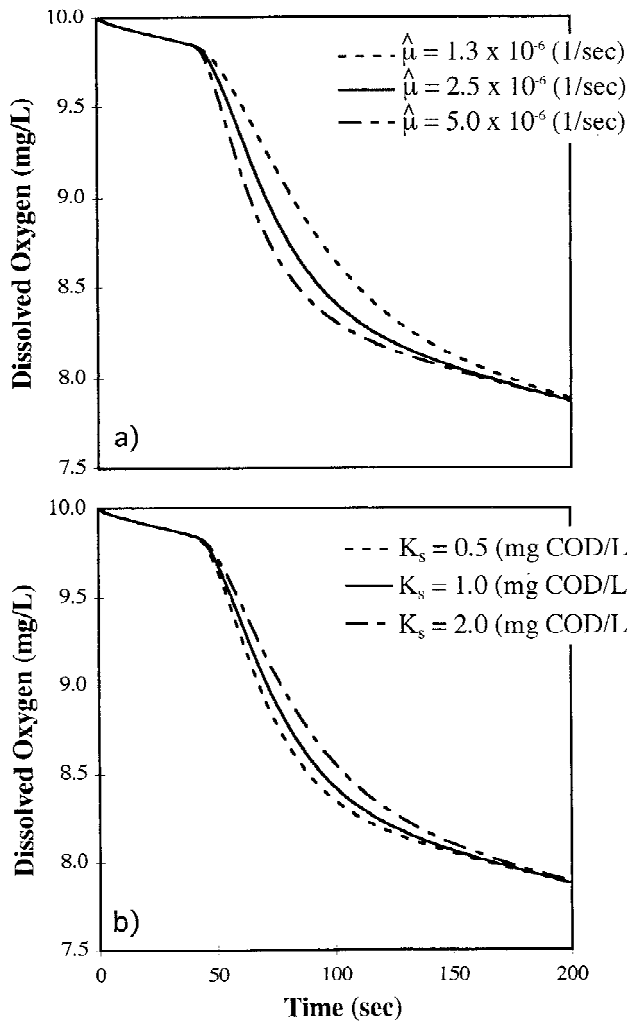 10.0
μ̂ = 1.3 x 10⁻⁶ (1/sec)
μ̂ = 2.5 x 10⁻⁶ (1/sec)
μ̂ = 5.0 x 10⁻⁶ (1/sec)
9.5
9.0
8.5
8.0
7.5
Dissolved Oxygen (mg/L)
a)
10.0
Kₛ = 0.5 (mg COD/L
Kₛ = 1.0 (mg COD/L
Kₛ = 2.0 (mg COD/L
9.5
9.0
8.5
8.0
7.5
Dissolved Oxygen (mg/L)
b)
0 50 100 150 200
Time (sec)